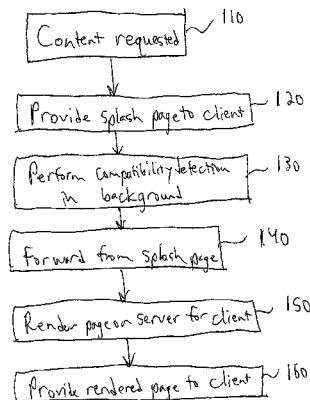 Content requested
110
Provide splash page to client
120
Perform compatibility detection
in background
130
Forward from splash page
140
Render page on server for client
150
Provide rendered page to client
160